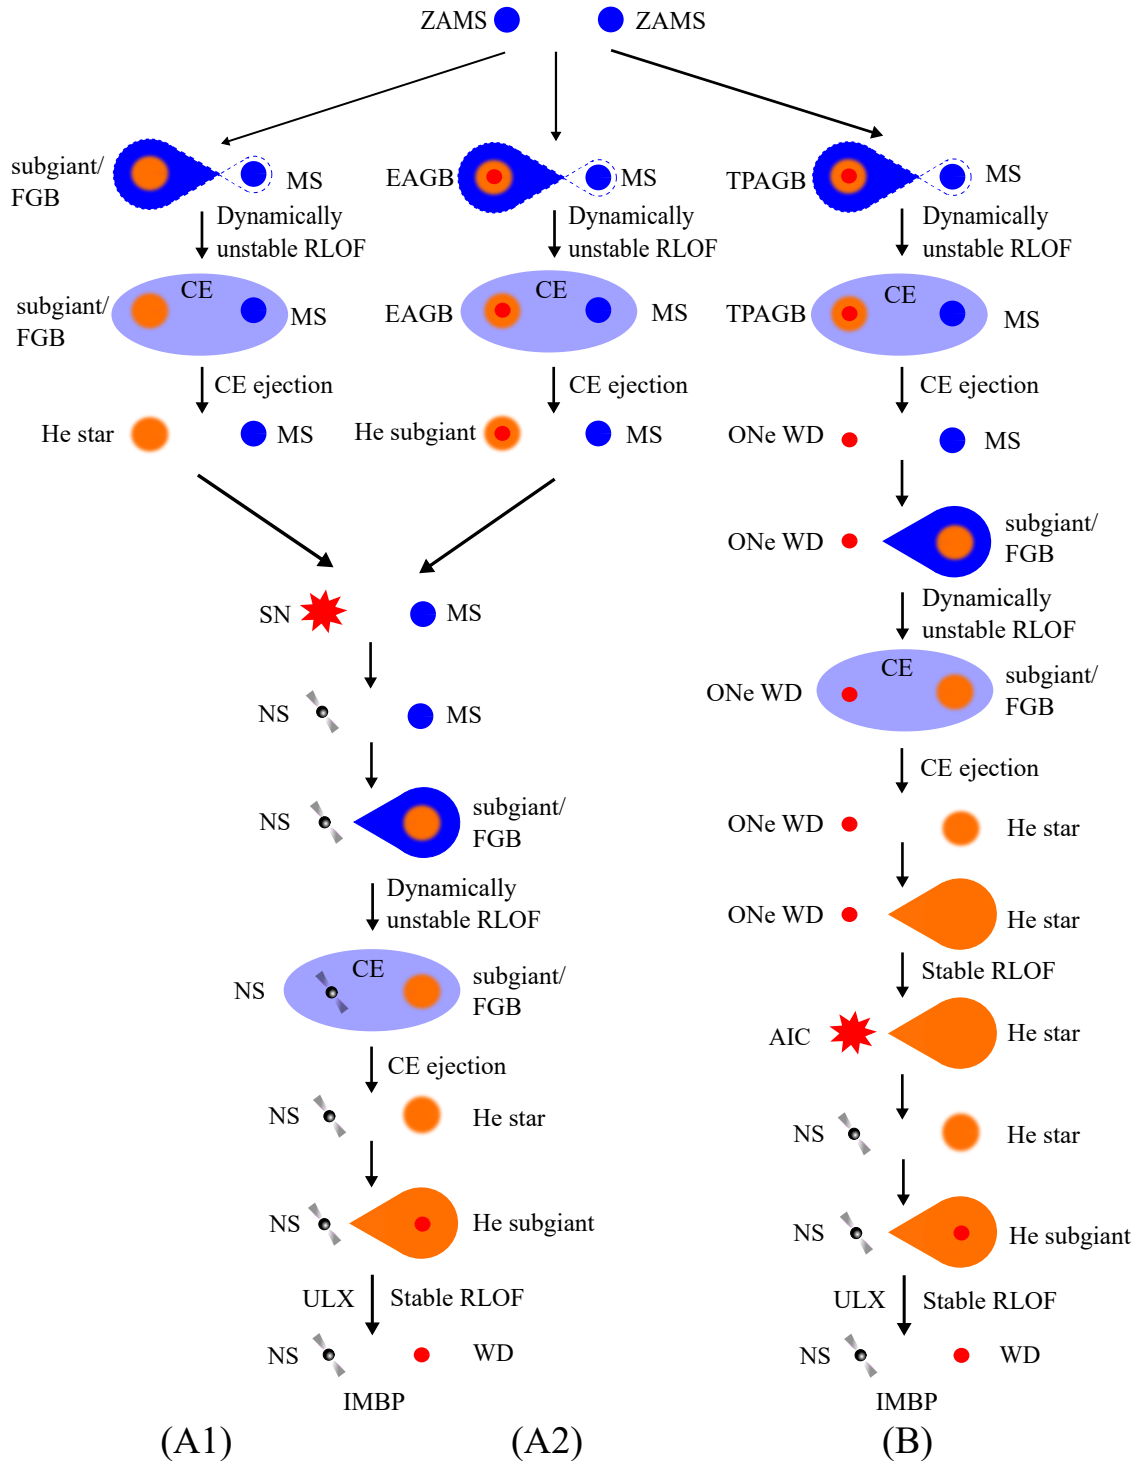 ZAMS ZAMS
subgiant/
FGB
MS
EAGB
MS
TPAGB
MS
Dynamically
unstable RLOF
Dynamically
unstable RLOF
Dynamically
unstable RLOF
subgiant/
FGB
CE
MS
EAGB
CE
MS
TPAGB
CE
MS
CE ejection
CE ejection
CE ejection
He star
MS
He subgiant
MS
ONe WD
MS
ONe WD
subgiant/
FGB
SN
MS
Dynamically
unstable RLOF
NS
MS
ONe WD
CE
subgiant/
FGB
CE ejection
NS
subgiant/
FGB
ONe WD
He star
Dynamically
unstable RLOF
ONe WD
He star
NS
CE
subgiant/
FGB
Stable RLOF
AIC
He star
CE ejection
NS
He star
NS
He star
NS
He subgiant
NS
He subgiant
ULX
Stable RLOF
ULX
Stable RLOF
NS
WD
NS
WD
IMBP
IMBP
(A1)
(A2)
(B)